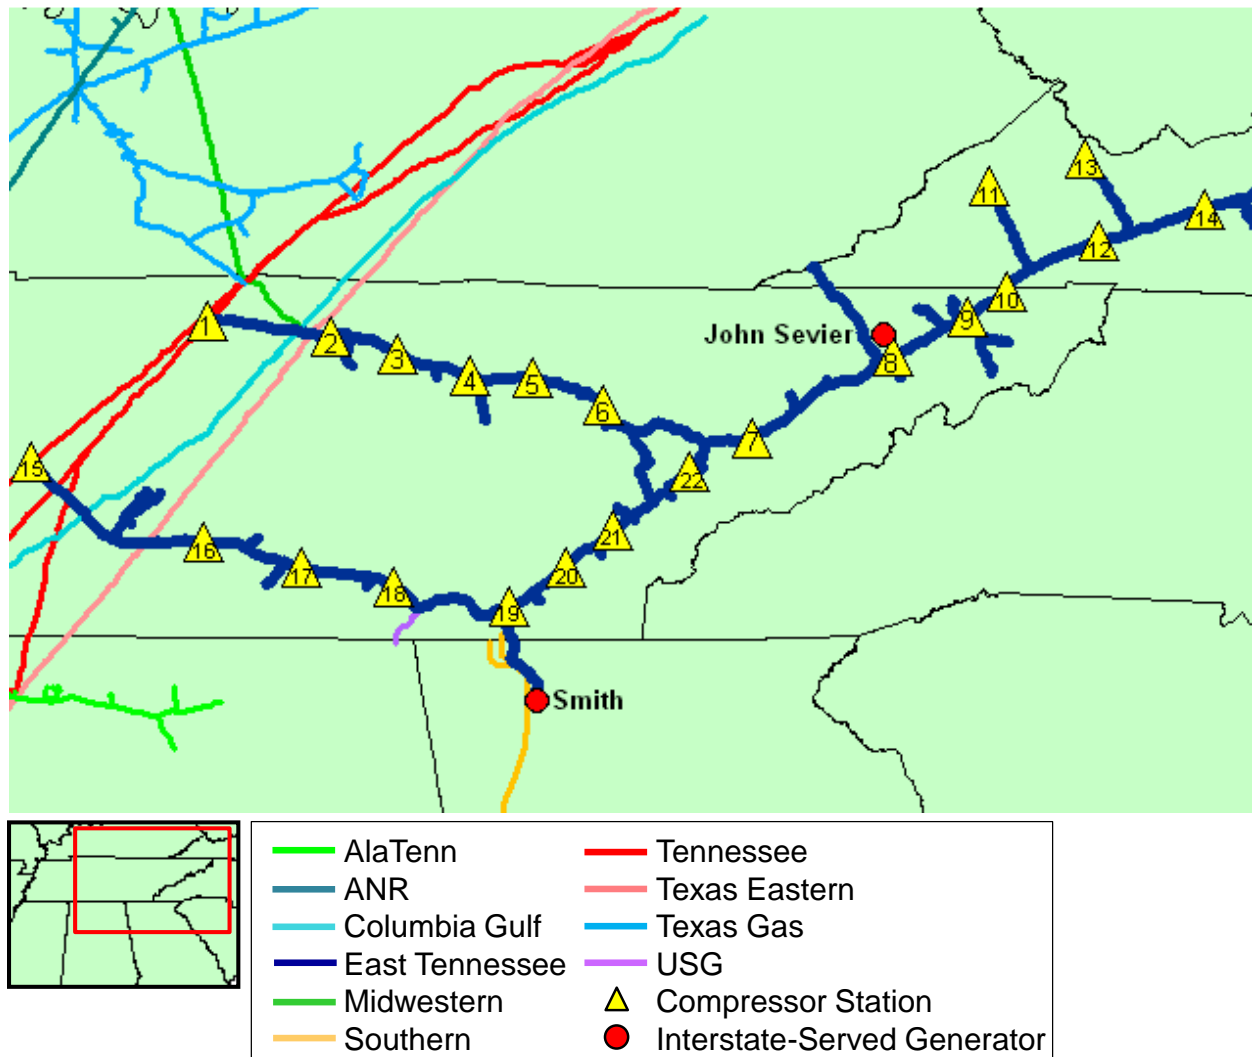 13
11
14
12
10
1
9
2
John Sevier
3
8
4
5
6
7
15
22
21
16
17
20
18
19
Smith
AlaTenn
Tennessee
ANR
Texas Eastern
Columbia Gulf
Texas Gas
East Tennessee
USG
Midwestern
Compressor Station
Southern
Interstate-Served Generator